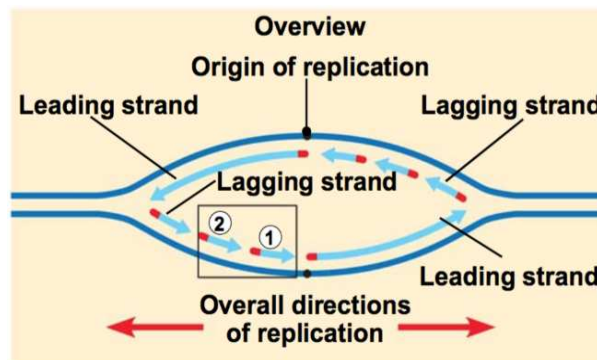 Overview
Origin of replication
Leading strand
Lagging strand
Lagging strand
2
1
Leading strand
Overall directions
of replication